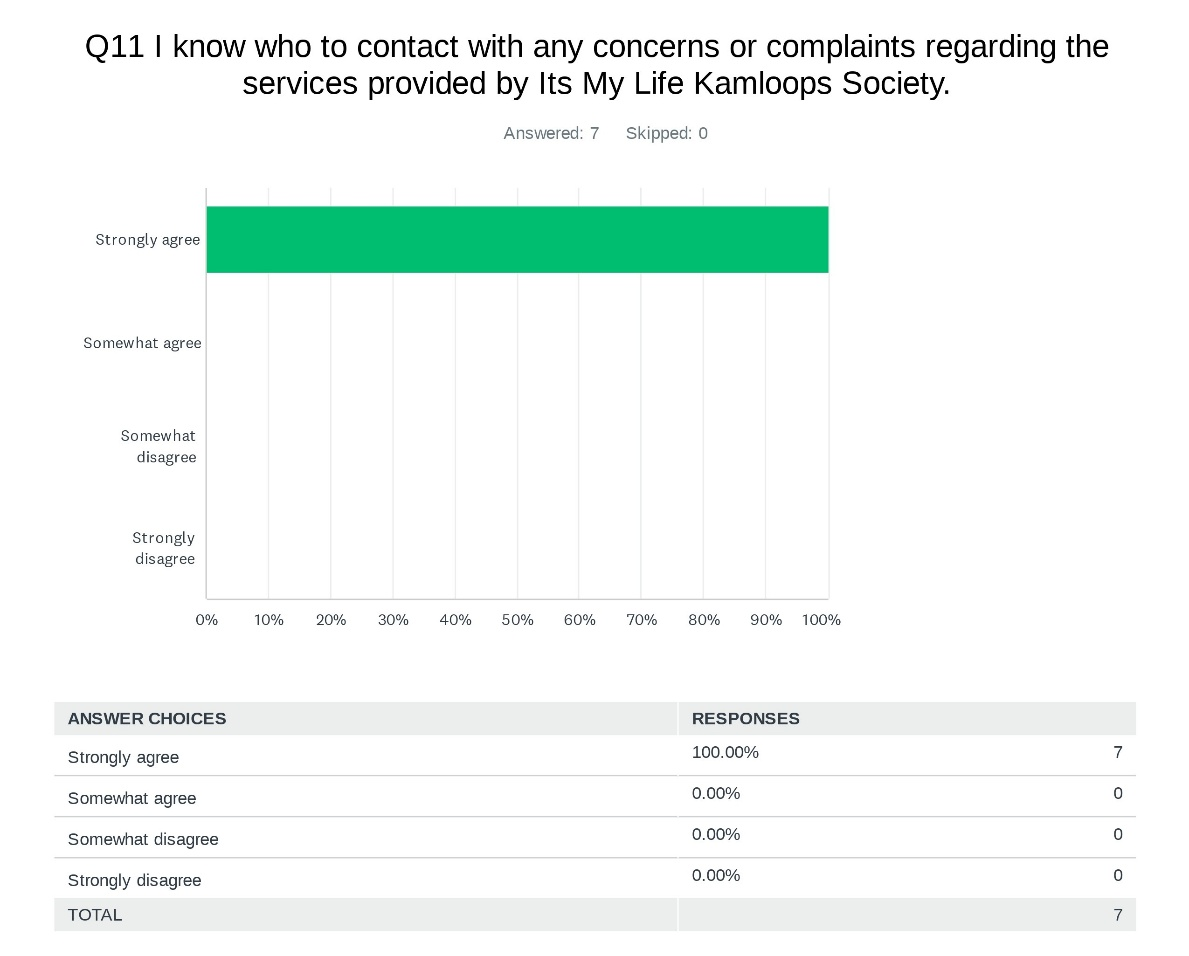 Q11 I know who to contact with any concerns or complaints regarding the
services provided by Its My Life Kamloops Society.
Answered: 7 Skipped: 0
Strongly agree
Somewhat agree
Somewhat
disagree
Strongly
disagree
0% 10% 20% 30% 40% 50% 60% 70% 80% 90% 100%
ANSWER CHOICES RESPONSES
Strongly agree 100.00% 7
Somewhat agree 0.00% 0
Somewhat disagree 0.00% 0
Strongly disagree 0.00% 0
TOTAL 7